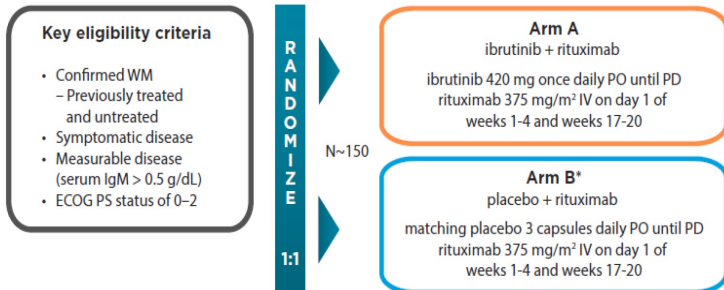 Key eligibility criteria
• Confirmed WM
– Previously treated
and untreated
• Symptomatic disease
• Measurable disease
(serum IgM > 0.5 g/dL)
• ECOG PS status of 0–2
RANDOMIZE
1:1
N~150
Arm A
ibrutinib + rituximab
ibrutinib 420 mg once daily PO until PD
rituximab 375 mg/m² IV on day 1 of
weeks 1-4 and weeks 17-20
Arm B*
placebo + rituximab
matching placebo 3 capsules daily PO until PD
rituximab 375 mg/m² IV on day 1 of
weeks 1-4 and weeks 17-20